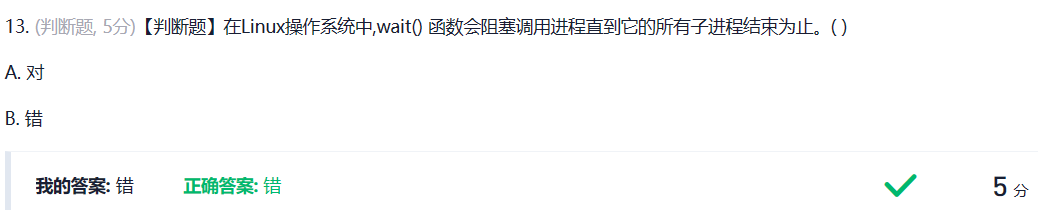 13. (判断题, 5分)【判断题】在Linux操作系统中,wait() 函数会阻塞调用进程直到它的所有子进程结束为止。( )
A. 对
B. 错
我的答案: 错 正确答案: 错 5 分